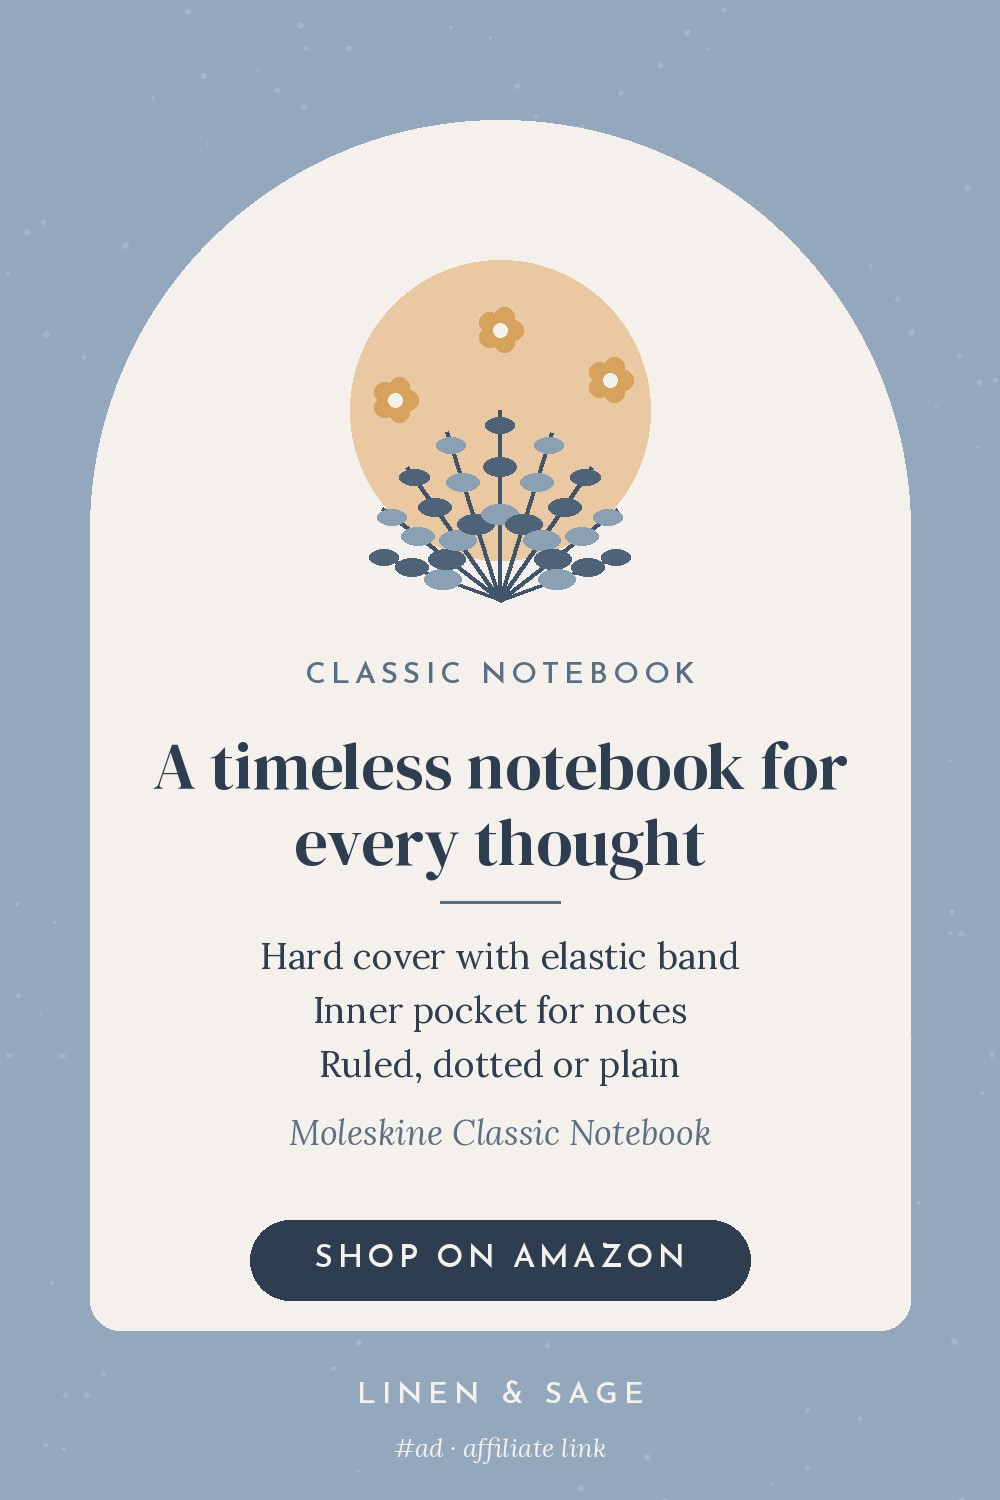 CLASSIC NOTEBOOK
A timeless notebook for
every thought
Hard cover with elastic band
Inner pocket for notes
Ruled, dotted or plain
Moleskine Classic Notebook
SHOP ON AMAZON
LINEN & SAGE
#ad · affiliate link